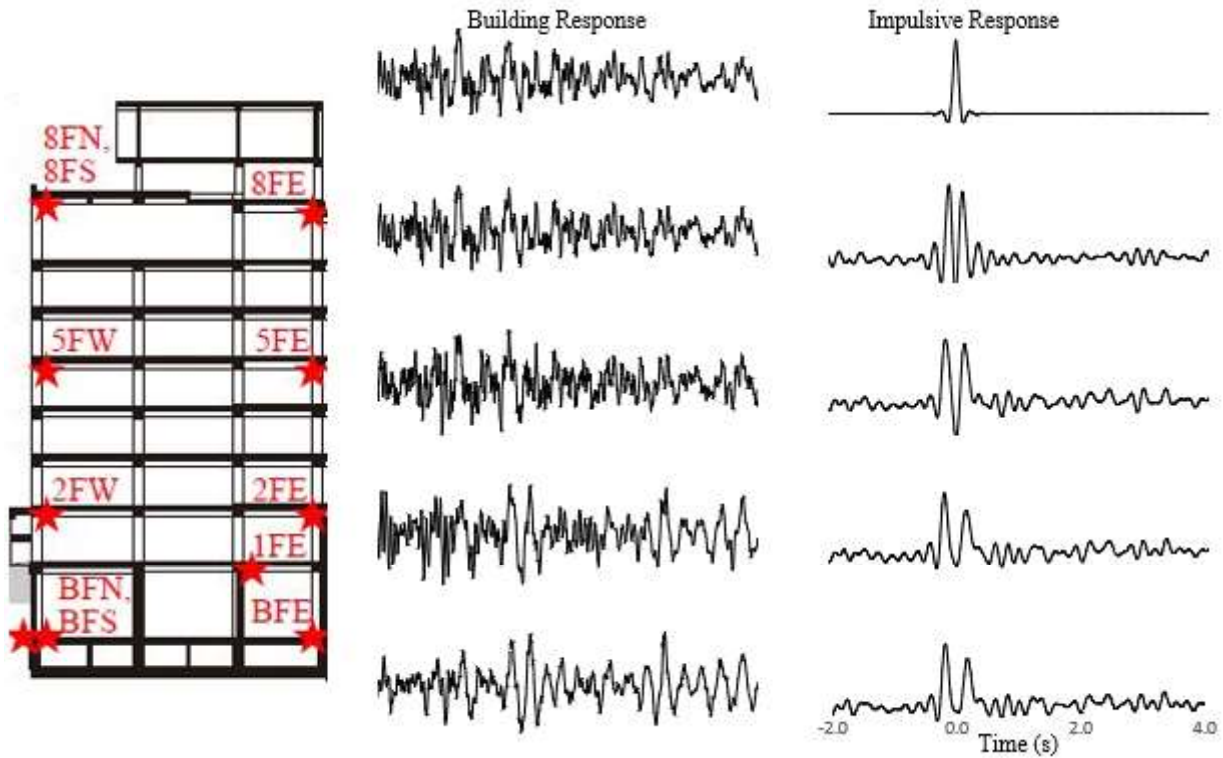 Building Response
Impulsive Response
8FN,
8FS
8FE
5FW
5FE
2FW
2FE
1FE
BFN,
BFS
BFE
-2.0
0.0
2.0
4.0
Time (s)